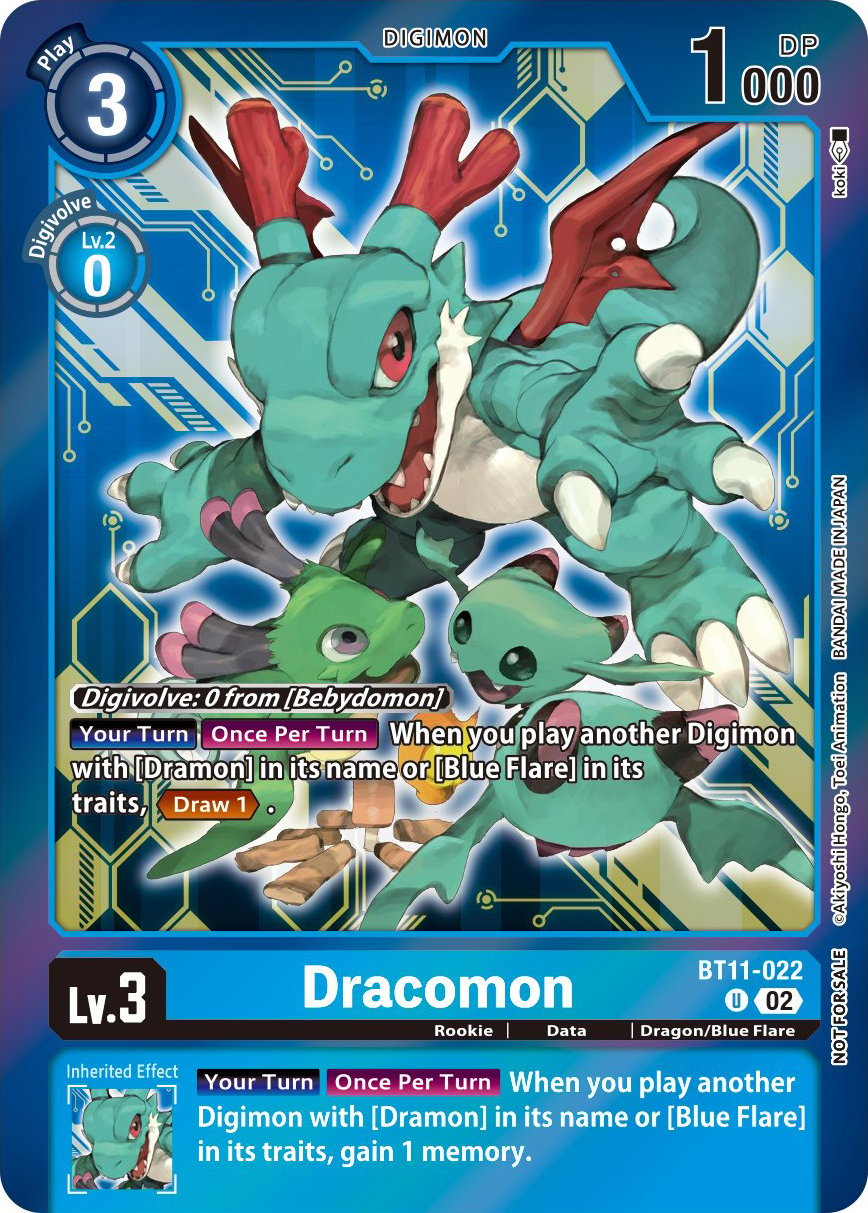 DIGIMON
Play
3
DP
1000
Digivolve
Lv.2
0
koki
Digivolve: 0 from [Bebydomon]
Your Turn Once Per Turn When you play another Digimon
with [Dramon] in its name or [Blue Flare] in its
traits, Draw 1 .
©Akiyoshi Hongo, Toei Animation BANDAI MADE IN JAPAN
NOT FOR SALE
Lv.3
Dracomon
BT11-022
U 02
Rookie | Data | Dragon/Blue Flare
Inherited Effect
Your Turn Once Per Turn When you play another
Digimon with [Dramon] in its name or [Blue Flare]
in its traits, gain 1 memory.